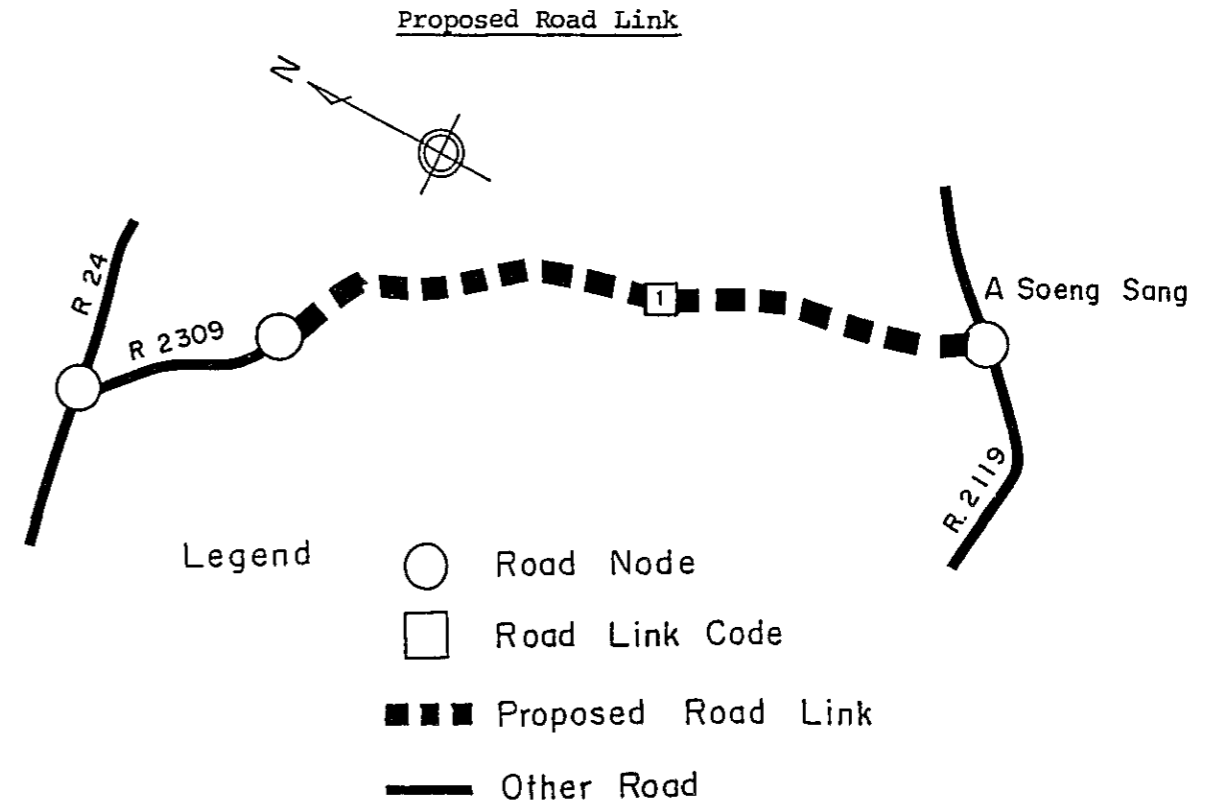 Proposed Road Link
N
R 24
R 2309
1
A Soeng Sang
R. 2119
Legend
Road Node
Road Link Code
Proposed Road Link
Other Road